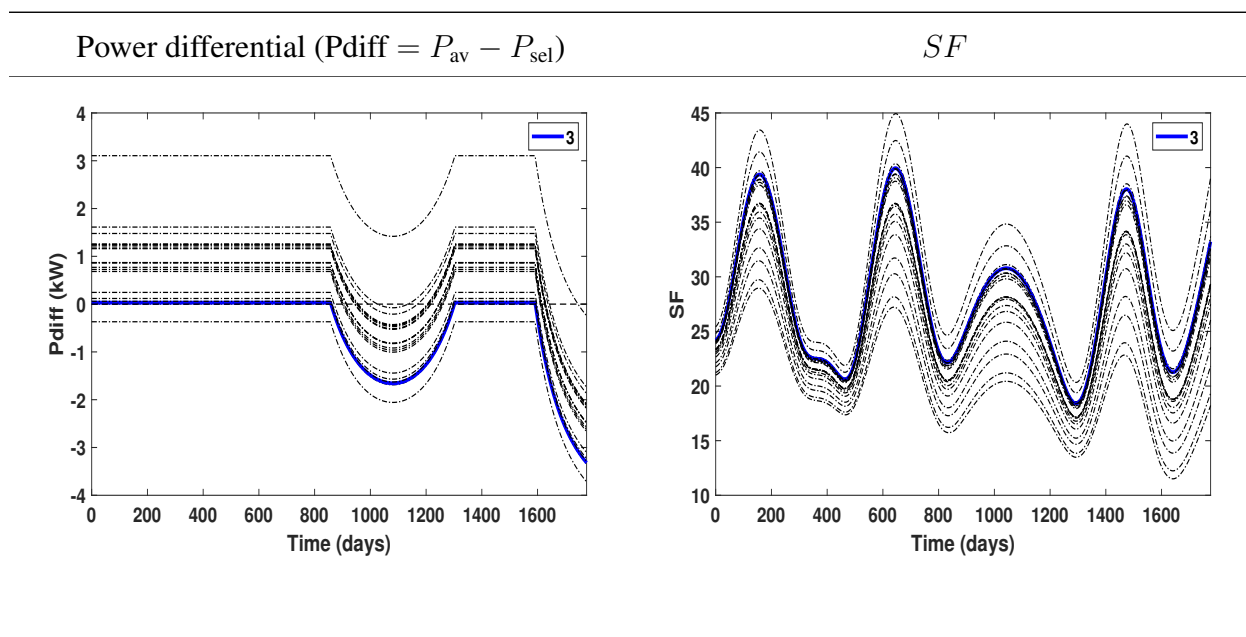 Power differential (Pdiff = P_av − P_sel)
SF
4
3
2
1
0
-1
-2
-3
-4
Pdiff (kW)
0 200 400 600 800 1000 1200 1400 1600
Time (days)
3
45
40
35
30
25
20
15
10
SF
0 200 400 600 800 1000 1200 1400 1600
Time (days)
3